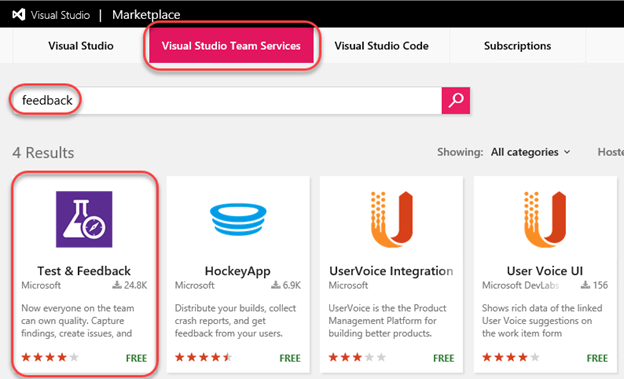 Visual Studio | Marketplace
Visual Studio
Visual Studio Team Services
Visual Studio Code
Subscriptions
feedback
4 Results
Showing: All categories
Hoste
Test & Feedback
Microsoft 24.8K
Now everyone on the team
can own quality. Capture
findings, create issues, and
FREE
HockeyApp
Microsoft 6.9K
Distribute your builds, collect
crash reports, and get
feedback from your users.
FREE
UserVoice Integration
Microsoft
UserVoice is the the Product
Management Platform for
building better products.
FREE
User Voice UI
Microsoft DevLabs 156
Shows rich data of the linked
User Voice suggestions on
the work item form
FREE